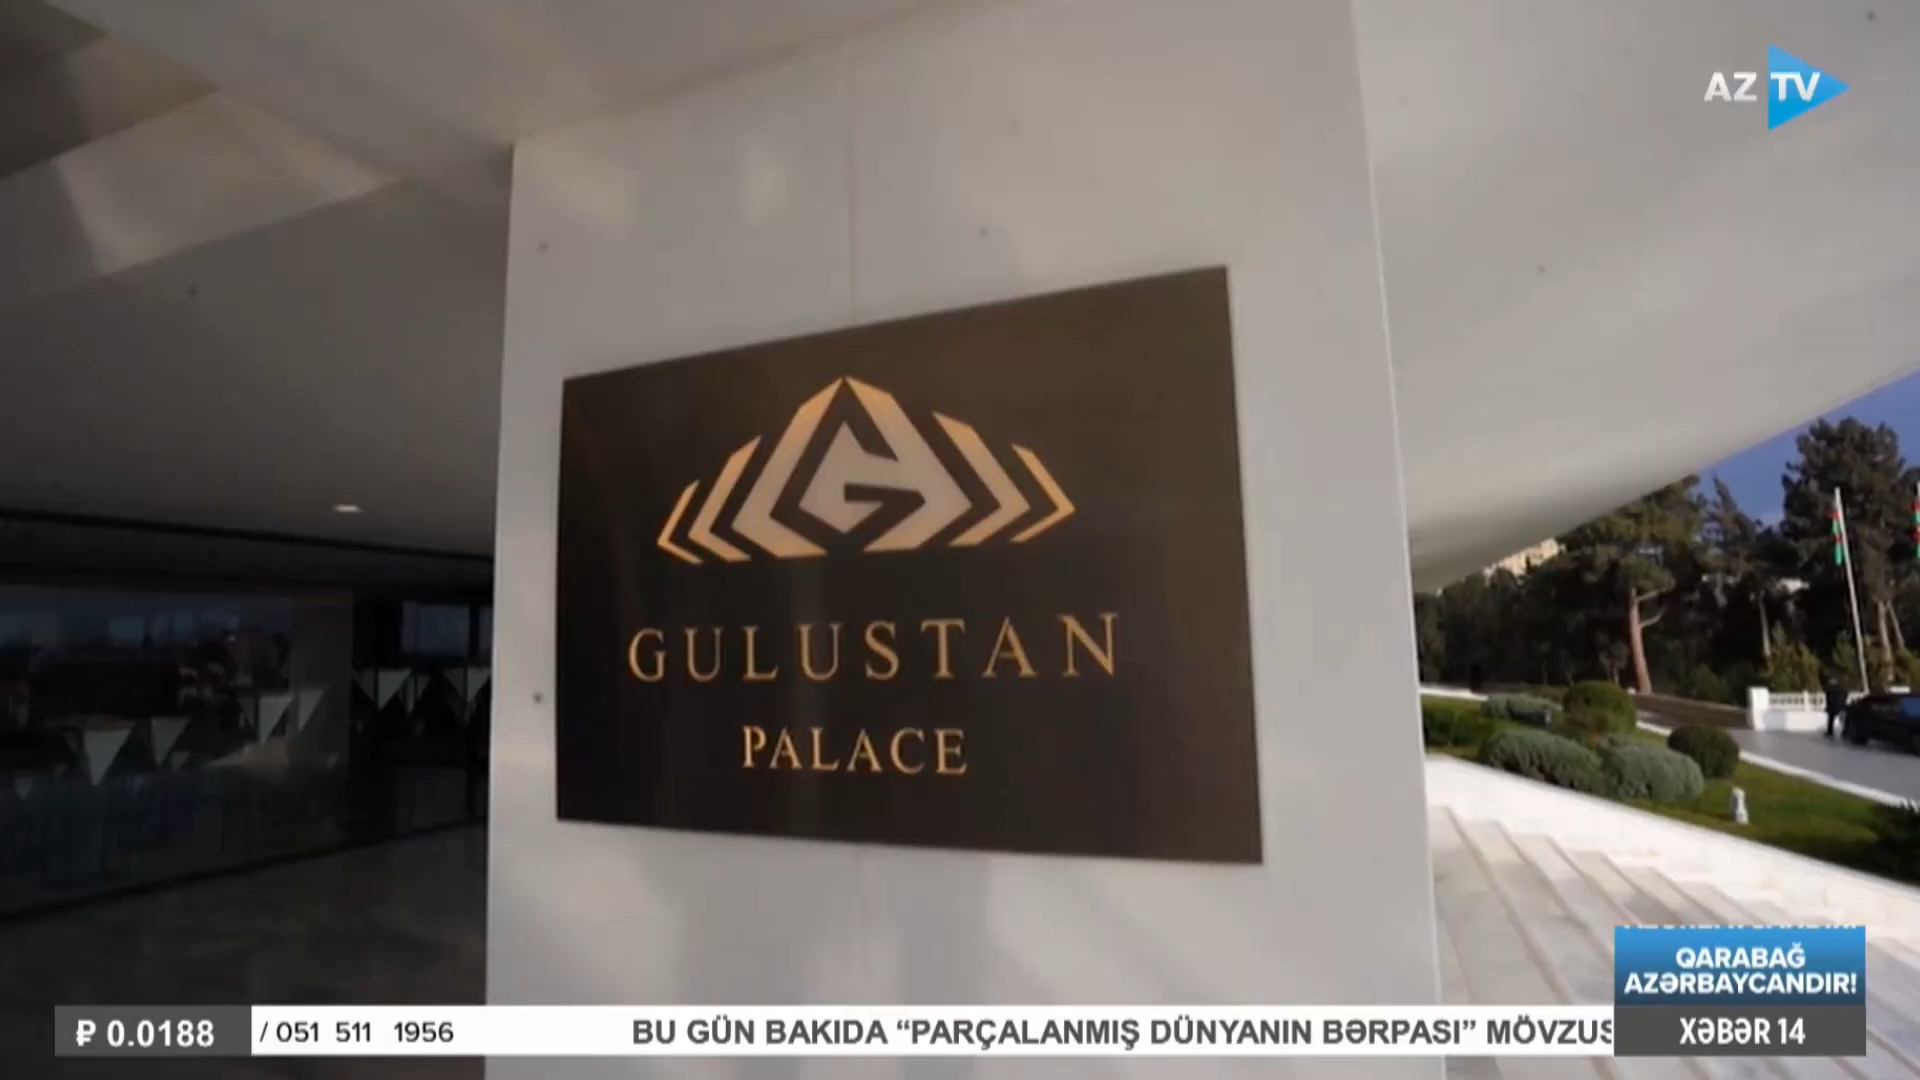 AZ TV
GULUSTAN
PALACE
QARABAĞ
AZƏRBAYCANDIR!
₽ 0.0188
/ 051 511 1956
BU GÜN BAKIDA “PARÇALANMIŞ DÜNYANIN BƏRPASI” MÖVZUS
XƏBƏR 14